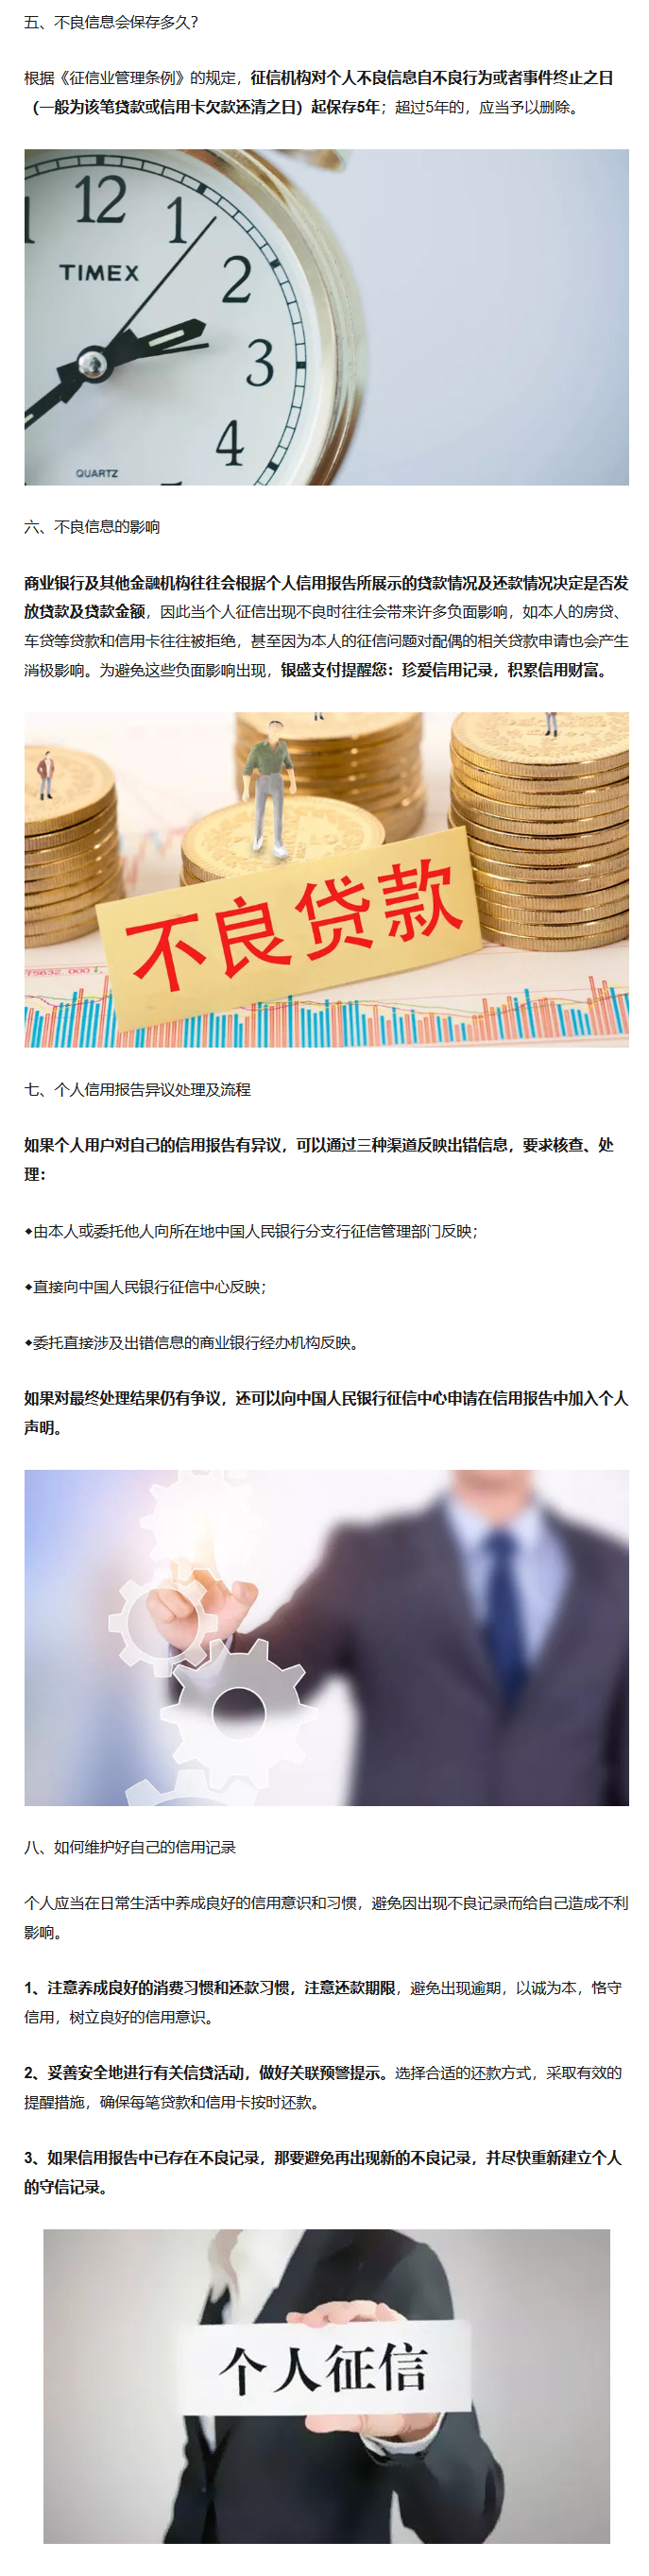 五、不良信息会保存多久?
根据《征信业管理条例》的规定，征信机构对个人不良信息自不良行为或者事件终止之日
（一般为该笔贷款或信用卡欠款还清之日）起保存5年；超过5年的，应当予以删除。
12
1
1
TIMEX
2
3
4
QUARTZ
六、不良信息的影响
商业银行及其他金融机构往往会根据个人信用报告所展示的贷款情况及还款情况决定是否发
放贷款及贷款金额，因此当个人征信出现不良时往往会带来许多负面影响，如本人的房贷、
车贷等贷款和信用卡往往被拒绝，甚至因为本人的征信问题对配偶的相关贷款申请也会产生
消极影响。为避免这些负面影响出现，银盛支付提醒您：珍爱信用记录，积累信用财富。
不良贷款
75632.000
七、个人信用报告异议处理及流程
如果个人用户对自己的信用报告有异议，可以通过三种渠道反映出错信息，要求核查、处
理：
◆由本人或委托他人向所在地中国人民银行分支行征信管理部门反映；
◆直接向中国人民银行征信中心反映；
◆委托直接涉及出错信息的商业银行经办机构反映。
如果对最终处理结果仍有争议，还可以向中国人民银行征信中心申请在信用报告中加入个人
声明。
八、如何维护好自己的信用记录
个人应当在日常生活中养成良好的信用意识和习惯，避免因出现不良记录而给自己造成不利
影响。
1、注意养成良好的消费习惯和还款习惯，注意还款期限，避免出现逾期，以诚为本，恪守
信用，树立良好的信用意识。
2、妥善安全地进行有关信贷活动，做好关联预警提示。选择合适的还款方式，采取有效的
提醒措施，确保每笔贷款和信用卡按时还款。
3、如果信用报告中已存在不良记录，那要避免再出现新的不良记录，并尽快重新建立个人
的守信记录。
个人征信